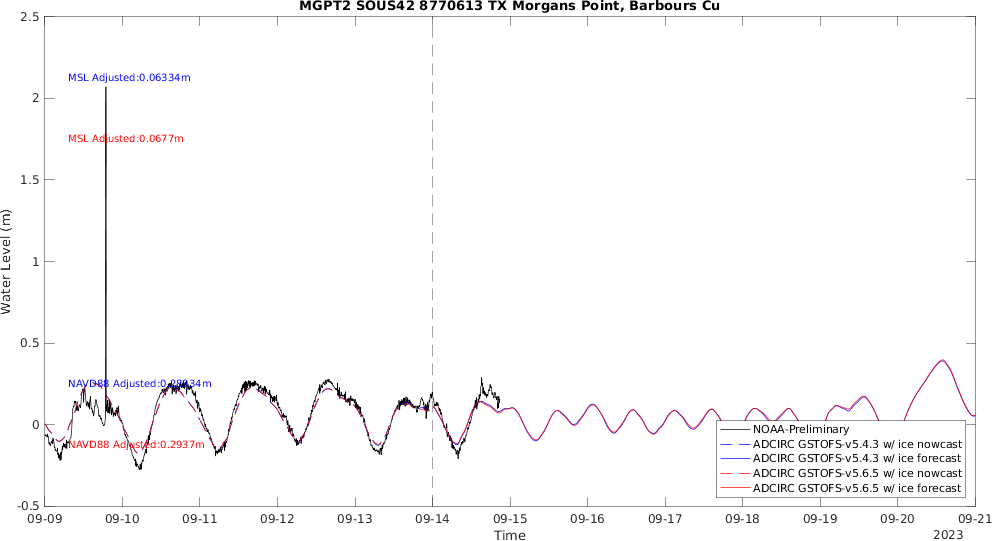 MGPT2 SOUS42 8770613 TX Morgans Point, Barbours Cu
Water Level (m)
2.5
2
1.5
1
0.5
0
-0.5
MSL Adjusted:0.06334m
MSL Adjusted:0.0677m
NAVD88 Adjusted:0.28934m
NAVD88 Adjusted:0.2937m
NOAA-Preliminary
ADCIRC GSTOFS-v5.4.3 w/ ice nowcast
ADCIRC GSTOFS-v5.4.3 w/ ice forecast
ADCIRC GSTOFS-v5.6.5 w/ ice nowcast
ADCIRC GSTOFS-v5.6.5 w/ ice forecast
09-09 09-10 09-11 09-12 09-13 09-14 09-15 09-16 09-17 09-18 09-19 09-20 09-21
Time
2023